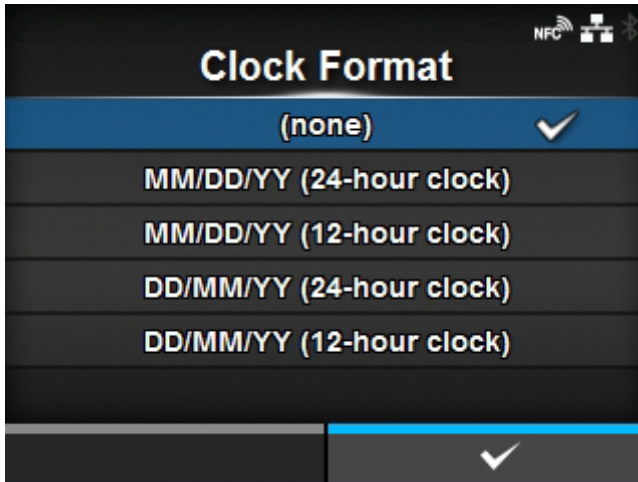 NFC
Clock Format
(none)
MM/DD/YY (24-hour clock)
MM/DD/YY (12-hour clock)
DD/MM/YY (24-hour clock)
DD/MM/YY (12-hour clock)